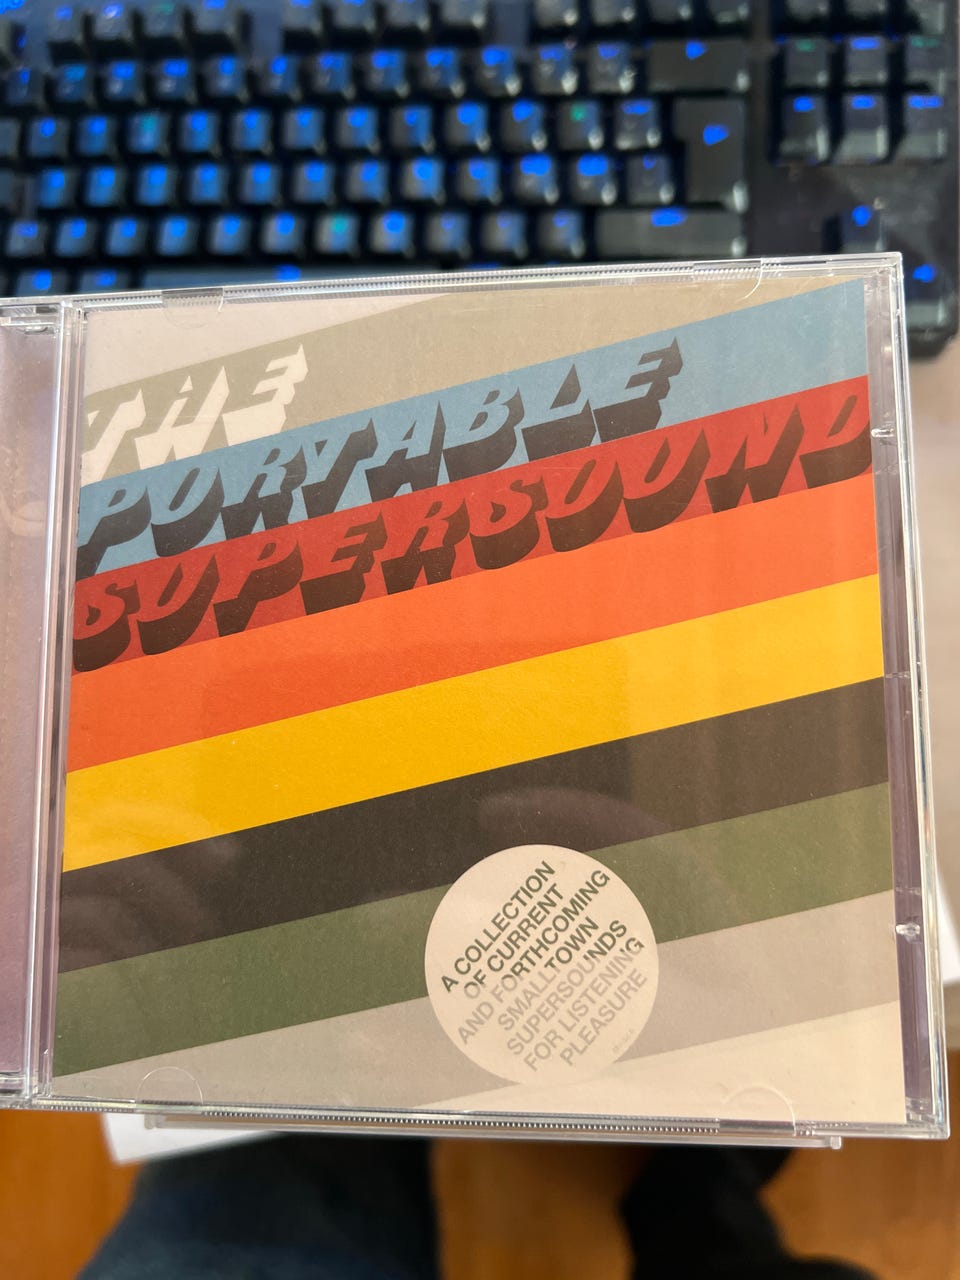 THE
PORTABLE
SUPERSOUND
A COLLECTION
OF CURRENT
AND FORTHCOMING
SMALLTOWN
SUPERSOUNDS
FOR LISTENING
PLEASURE